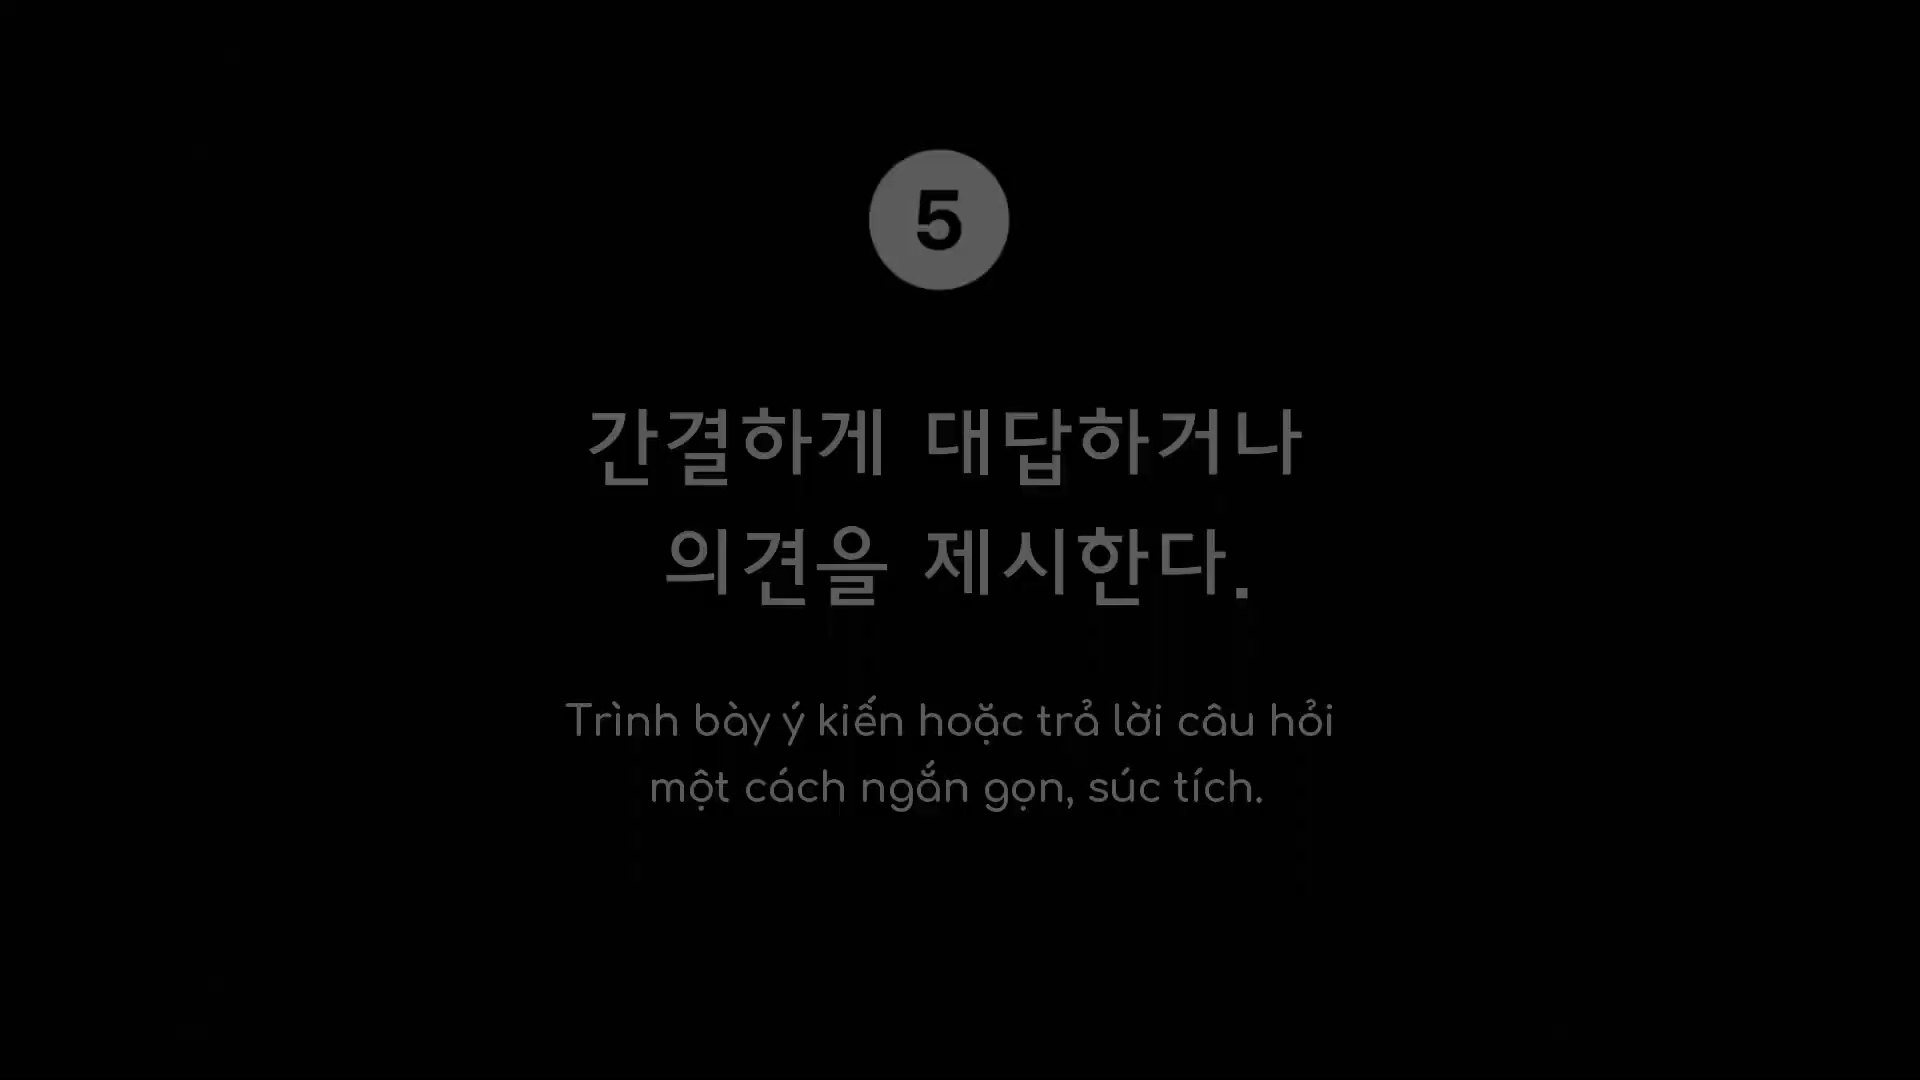 5
간결하게 대답하거나
의견을 제시한다.
Trình bày ý kiến hoặc trả lời câu hỏi
một cách ngắn gọn, súc tích.